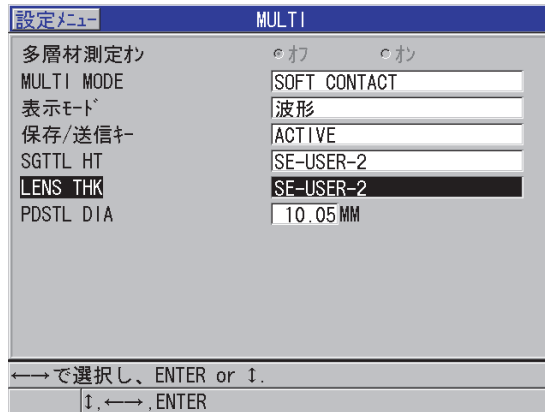 設定ﾒﾆｭｰ MULTI
多層材測定ｵﾝ ｵﾌ ｵﾝ
MULTI MODE SOFT CONTACT
表示ﾓｰﾄﾞ 波形
保存/送信ｷｰ ACTIVE
SGTTL HT SE-USER-2
LENS THK SE-USER-2
PDSTL DIA 10.05 MM
←→で選択し、ENTER or ↕.
↕,←→,ENTER